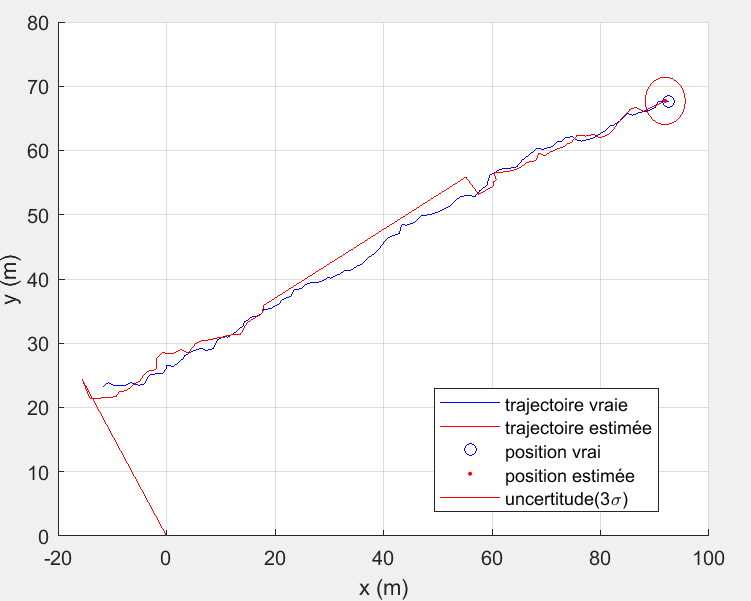 80
70
60
50
40
30
20
10
0
y (m)
-20
0
20
40
60
80
100
x (m)
trajectoire vraie
trajectoire estimée
position vrai
position estimée
uncertitude(3σ)